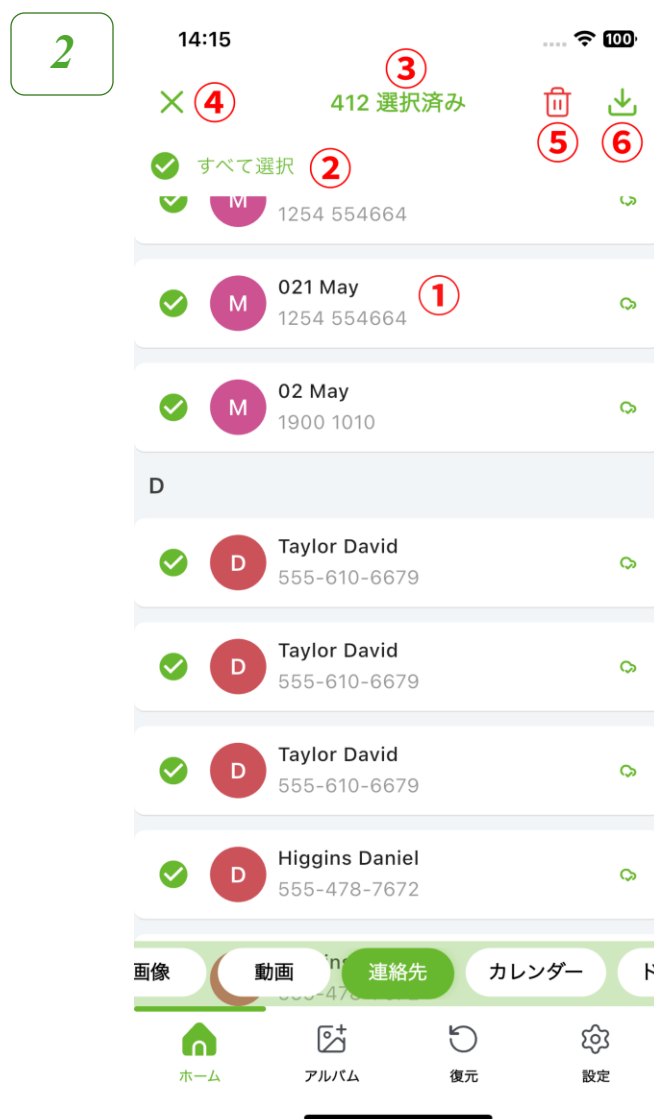 2
14:15
100
③
④
412 選択済み
⑤
⑥
すべて選択
②
M
1254 554664
M
021 May
①
1254 554664
M
02 May
1900 1010
D
D
Taylor David
555-610-6679
D
Taylor David
555-610-6679
D
Taylor David
555-610-6679
D
Higgins Daniel
555-478-7672
画像
動画
連絡先
カレンダー
ホーム
アルバム
復元
設定